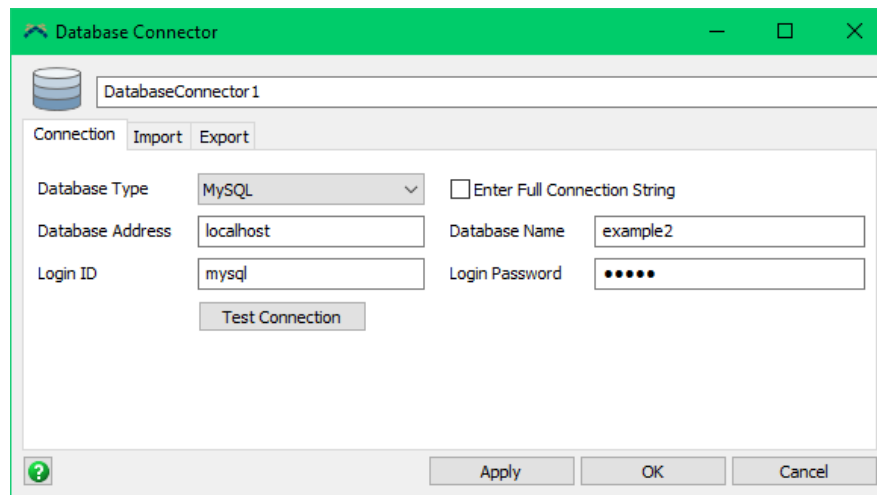 Database Connector
DatabaseConnector1
Connection Import Export
Database Type MySQL Enter Full Connection String
Database Address localhost Database Name example2
Login ID mysql Login Password •••••
Test Connection
? Apply OK Cancel